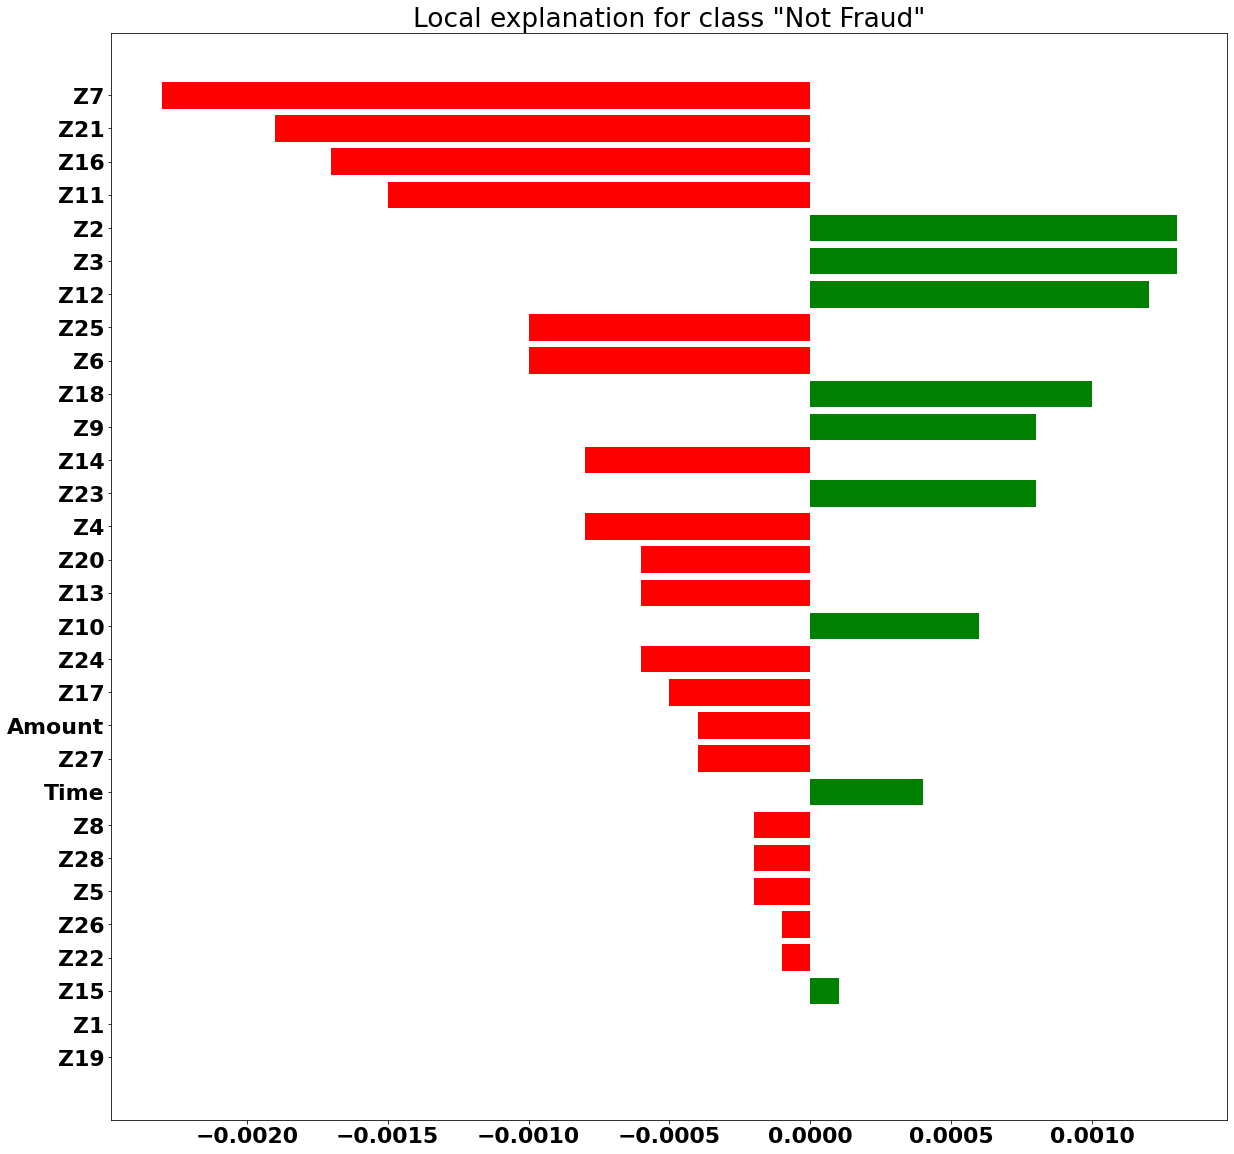 Local explanation for class "Not Fraud"
Z7
Z21
Z16
Z11
Z2
Z3
Z12
Z25
Z6
Z18
Z9
Z14
Z23
Z4
Z20
Z13
Z10
Z24
Z17
Amount
Z27
Time
Z8
Z28
Z5
Z26
Z22
Z15
Z1
Z19
−0.0020 −0.0015 −0.0010 −0.0005 0.0000 0.0005 0.0010